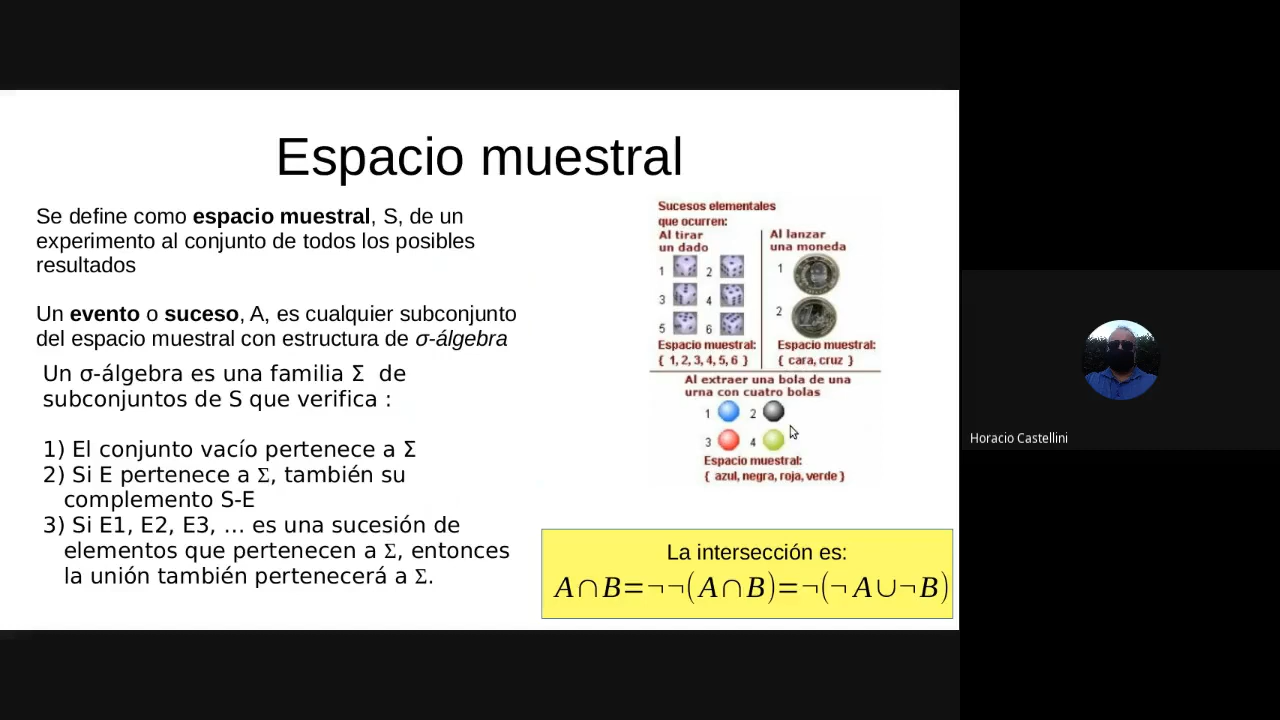 Espacio muestral
Se define como espacio muestral, S, de un
experimento al conjunto de todos los posibles
resultados
Un evento o suceso, A, es cualquier subconjunto
del espacio muestral con estructura de σ-álgebra
Un σ-álgebra es una familia Σ de
subconjuntos de S que verifica :
1) El conjunto vacío pertenece a Σ
2) Si E pertenece a Σ, también su
complemento S-E
3) Si E1, E2, E3, … es una sucesión de
elementos que pertenecen a Σ, entonces
la unión también pertenecerá a Σ.
Sucesos elementales
que ocurren:
Al tirar
un dado
1 2
3 4
5 6
Espacio muestral:
{ 1, 2, 3, 4, 5, 6 }
Al lanzar
una moneda
1
2
Espacio muestral:
{ cara, cruz }
Al extraer una bola de una
urna con cuatro bolas
1 2
3 4
Espacio muestral:
{ azul, negra, roja, verde }
La intersección es:
A∩B=¬¬(A∩B)=¬(¬A∪¬B)
Horacio Castellini